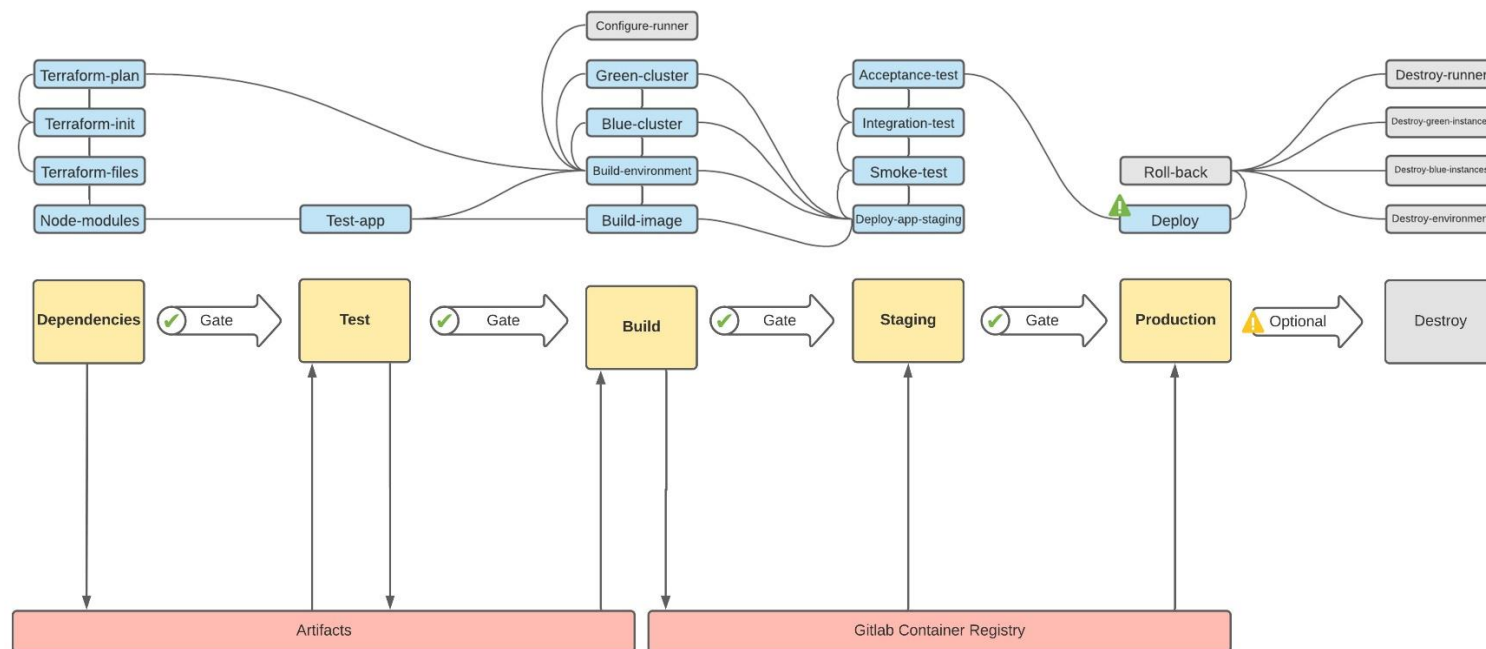 Configure-runner
Terraform-plan
Green-cluster
Acceptance-test
Destroy-runner
Terraform-init
Blue-cluster
Integration-test
Destroy-green-instance
Terraform-files
Build-environment
Smoke-test
Roll-back
Destroy-blue-instances
Node-modules
Test-app
Build-image
Deploy-app-staging
Deploy
Destroy-environmen
Dependencies
Gate
Test
Gate
Build
Gate
Staging
Gate
Production
Optional
Destroy
Artifacts
Gitlab Container Registry